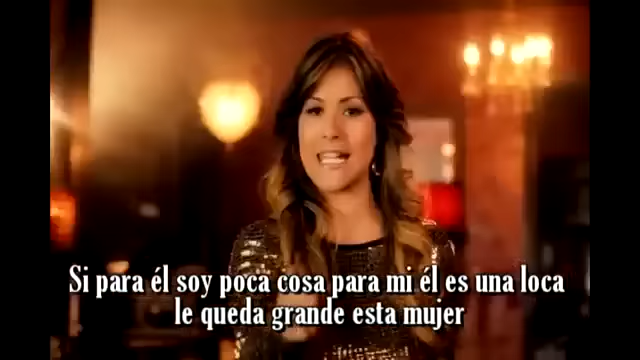 Si para él soy poca cosa para mi él es una loca
le queda grande esta mujer